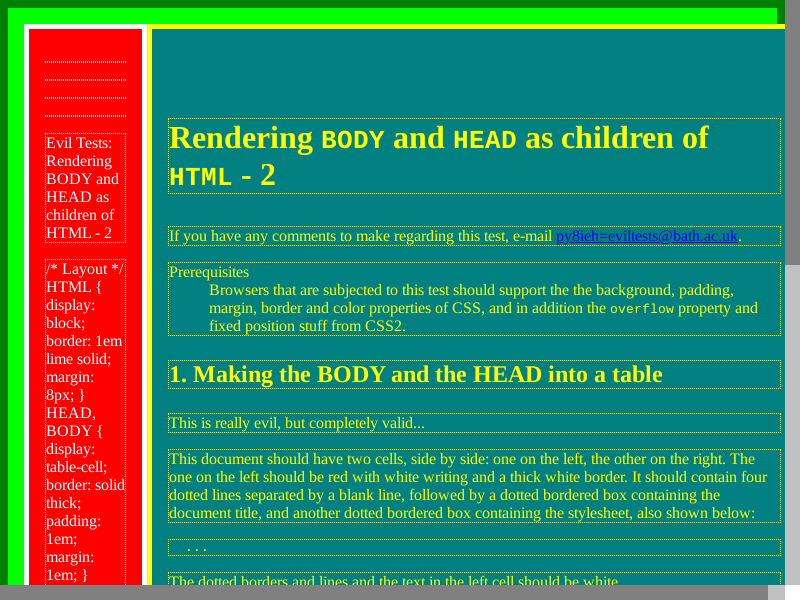 Evil Tests:
Rendering
BODY and
HEAD as
children of
HTML - 2
/* Layout */
HTML {
display:
block;
border: 1em
lime solid;
margin:
8px; }
HEAD,
BODY {
display:
table-cell;
border: solid
thick;
padding:
1em;
margin:
1em; }
Rendering BODY and HEAD as children of
HTML - 2
If you have any comments to make regarding this test, e-mail py8ieh=eviltests@bath.ac.uk.
Prerequisites
Browsers that are subjected to this test should support the the background, padding,
margin, border and color properties of CSS, and in addition the overflow property and
fixed position stuff from CSS2.
1. Making the BODY and the HEAD into a table
This is really evil, but completely valid...
This document should have two cells, side by side: one on the left, the other on the right. The
one on the left should be red with white writing and a thick white border. It should contain four
dotted lines separated by a blank line, followed by a dotted bordered box containing the
document title, and another dotted bordered box containing the stylesheet, also shown below:
. . .
The dotted borders and lines and the text in the left cell should be white.